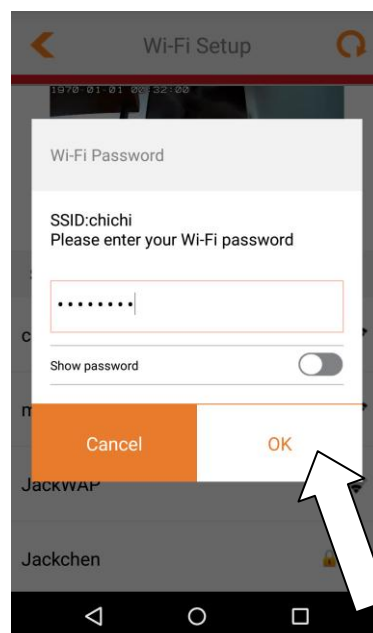 Wi-Fi Setup
1970-01-01 00:32:00
Wi-Fi Password
SSID:chichi
Please enter your Wi-Fi password
••••••••
Show password
Cancel
OK
JackWAP
Jackchen